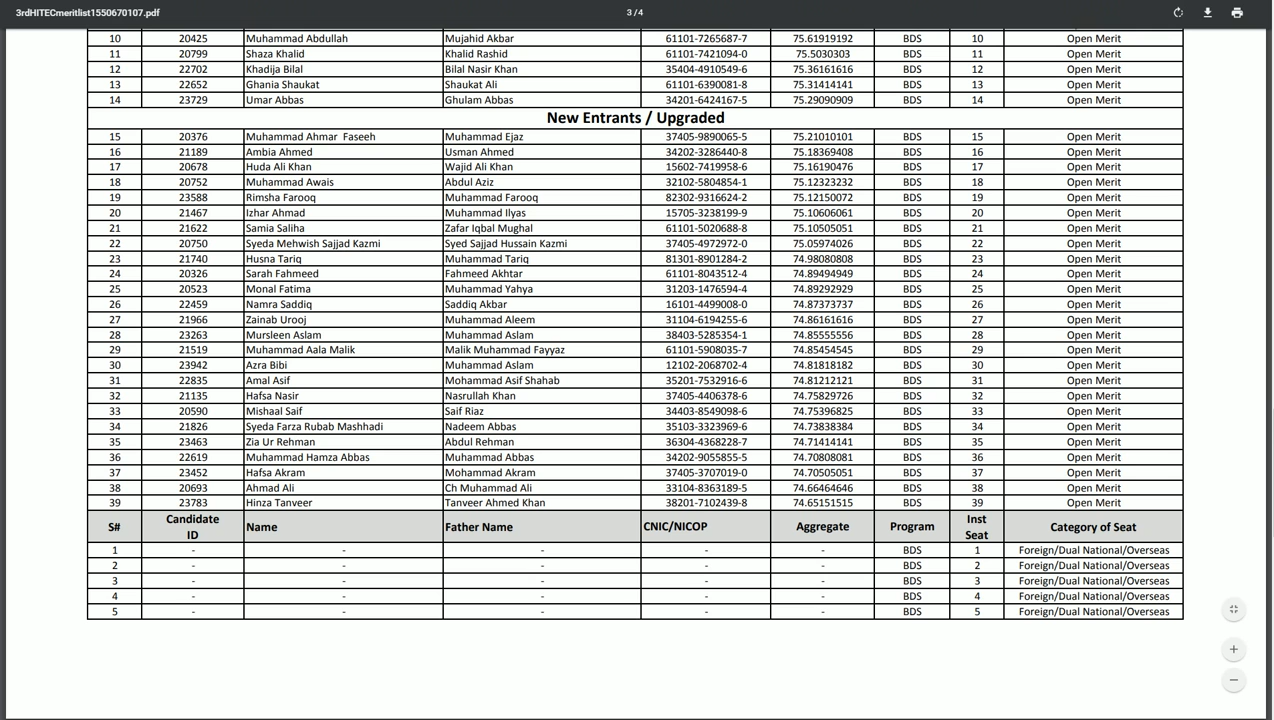 3rdHITECmeritlist1550670107.pdf 3 / 4
10 20425 Muhammad Abdullah Mujahid Akbar 61101-7265687-7 75.61919192 BDS 10 Open Merit
11 20799 Shaza Khalid Khalid Rashid 61101-7421094-0 75.5030303 BDS 11 Open Merit
12 22702 Khadija Bilal Bilal Nasir Khan 35404-4910549-6 75.36161616 BDS 12 Open Merit
13 22652 Ghania Shaukat Shaukat Ali 61101-6390081-8 75.31414141 BDS 13 Open Merit
14 23729 Umar Abbas Ghulam Abbas 34201-6424167-5 75.29090909 BDS 14 Open Merit
New Entrants / Upgraded
15 20376 Muhammad Ahmar Faseeh Muhammad Ejaz 37405-9890065-5 75.21010101 BDS 15 Open Merit
16 21189 Ambia Ahmed Usman Ahmed 34202-3286440-8 75.18369408 BDS 16 Open Merit
17 20678 Huda Ali Khan Wajid Ali Khan 15602-7419958-6 75.16190476 BDS 17 Open Merit
18 20752 Muhammad Awais Abdul Aziz 32102-5804854-1 75.12323232 BDS 18 Open Merit
19 23588 Rimsha Farooq Muhammad Farooq 82302-9316624-2 75.12150072 BDS 19 Open Merit
20 21467 Izhar Ahmad Muhammad Ilyas 15705-3238199-9 75.10606061 BDS 20 Open Merit
21 21622 Samia Saliha Zafar Iqbal Mughal 61101-5020688-8 75.10505051 BDS 21 Open Merit
22 20750 Syeda Mehwish Sajjad Kazmi Syed Sajjad Hussain Kazmi 37405-4972972-0 75.05974026 BDS 22 Open Merit
23 21740 Husna Tariq Muhammad Tariq 81301-8901284-2 74.98080808 BDS 23 Open Merit
24 20326 Sarah Fahmeed Fahmeed Akhtar 61101-8043512-4 74.89494949 BDS 24 Open Merit
25 20523 Monal Fatima Muhammad Yahya 31203-1476594-4 74.89292929 BDS 25 Open Merit
26 22459 Namra Saddiq Saddiq Akbar 16101-4499008-0 74.87373737 BDS 26 Open Merit
27 21966 Zainab Urooj Muhammad Aleem 31104-6194255-6 74.86161616 BDS 27 Open Merit
28 23263 Mursleen Aslam Muhammad Aslam 38403-5285354-1 74.85555556 BDS 28 Open Merit
29 21519 Muhammad Aala Malik Malik Muhammad Fayyaz 61101-5908035-7 74.85454545 BDS 29 Open Merit
30 23942 Azra Bibi Muhammad Aslam 12102-2068702-4 74.81818182 BDS 30 Open Merit
31 22835 Amal Asif Mohammad Asif Shahab 35201-7532916-6 74.81212121 BDS 31 Open Merit
32 21135 Hafsa Nasir Nasrullah Khan 37405-4406378-6 74.75829726 BDS 32 Open Merit
33 20590 Mishaal Saif Saif Riaz 34403-8549098-6 74.75396825 BDS 33 Open Merit
34 21826 Syeda Farza Rubab Mashhadi Nadeem Abbas 35103-3323969-6 74.73838384 BDS 34 Open Merit
35 23463 Zia Ur Rehman Abdul Rehman 36304-4368228-7 74.71414141 BDS 35 Open Merit
36 22619 Muhammad Hamza Abbas Muhammad Abbas 34202-9055855-5 74.70808081 BDS 36 Open Merit
37 23452 Hafsa Akram Mohammad Akram 37405-3707019-0 74.70505051 BDS 37 Open Merit
38 20693 Ahmad Ali Ch Muhammad Ali 33104-8363189-5 74.66464646 BDS 38 Open Merit
39 23783 Hinza Tanveer Tanveer Ahmed Khan 38201-7102439-8 74.65151515 BDS 39 Open Merit
S# Candidate ID Name Father Name CNIC/NICOP Aggregate Program Inst Seat Category of Seat
1 - - - - - BDS 1 Foreign/Dual National/Overseas
2 - - - - - BDS 2 Foreign/Dual National/Overseas
3 - - - - - BDS 3 Foreign/Dual National/Overseas
4 - - - - - BDS 4 Foreign/Dual National/Overseas
5 - - - - - BDS 5 Foreign/Dual National/Overseas